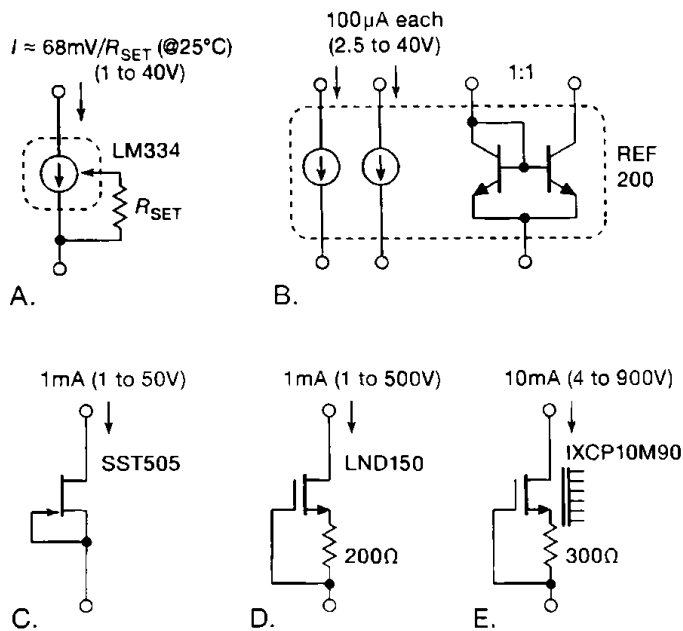 I ≈ 68mV/RSET (@25°C)
(1 to 40V)
LM334
RSET
A.
100µA each
(2.5 to 40V)
1:1
REF
200
B.
1mA (1 to 50V)
SST505
C.
1mA (1 to 500V)
LND150
200Ω
D.
10mA (4 to 900V)
IXCP10M90
300Ω
E.